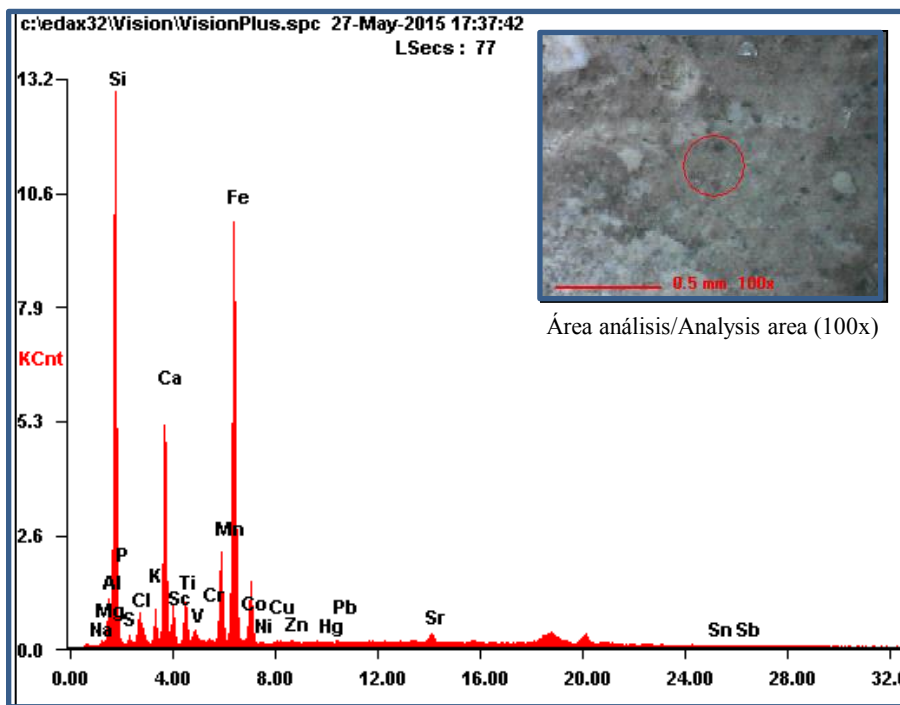 c:\edax32\Vision\VisionPlus.spc 27-May-2015 17:37:42
LSecs : 77
13.2
10.6
7.9
KCnt
5.3
2.6
0.0
Si
Fe
Ca
Mn
P
Al
K
Ti
Mg
Cl
Sc
Cr
Na
S
V
Co
Cu
Pb
Ni
Zn
Hg
Sr
Sn
Sb
0.00 4.00 8.00 12.00 16.00 20.00 24.00 28.00 32.0
0.5 mm 100x
Área análisis/Analysis area (100x)